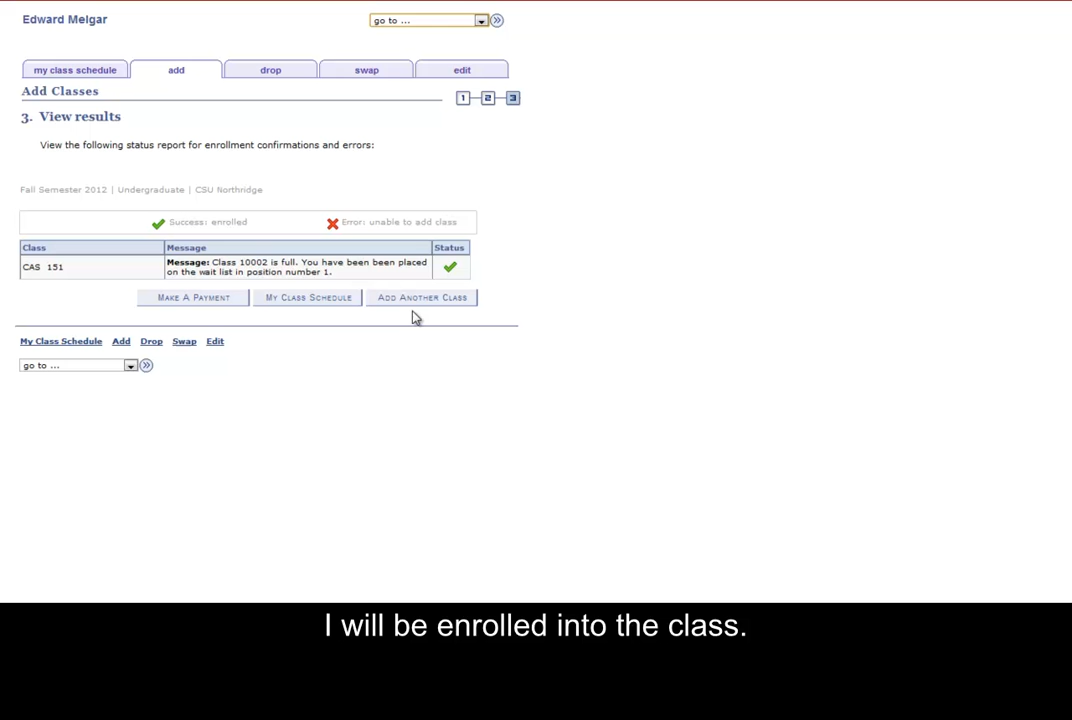 Edward Melgar
go to ...
my class schedule add drop swap edit
Add Classes
1 2 3
3. View results
View the following status report for enrollment confirmations and errors:
Fall Semester 2012 | Undergraduate | CSU Northridge
Success: enrolled Error: unable to add class
Class Message Status
CAS 151 Message: Class 10002 is full. You have been been placed
on the wait list in position number 1.
MAKE A PAYMENT MY CLASS SCHEDULE ADD ANOTHER CLASS
My Class Schedule Add Drop Swap Edit
go to ...
I will be enrolled into the class.